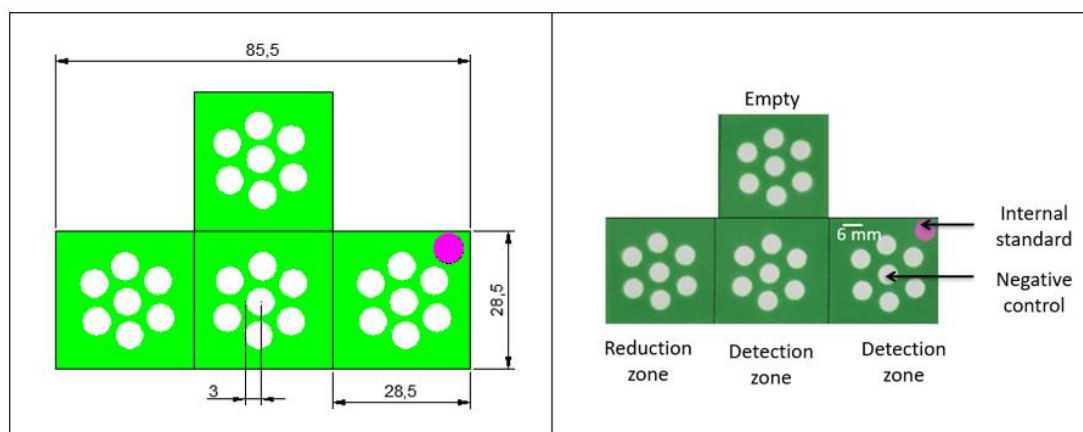 85,5
28,5
3
28,5
Empty
6 mm
Internal
standard
Negative
control
Reduction
zone
Detection
zone
Detection
zone